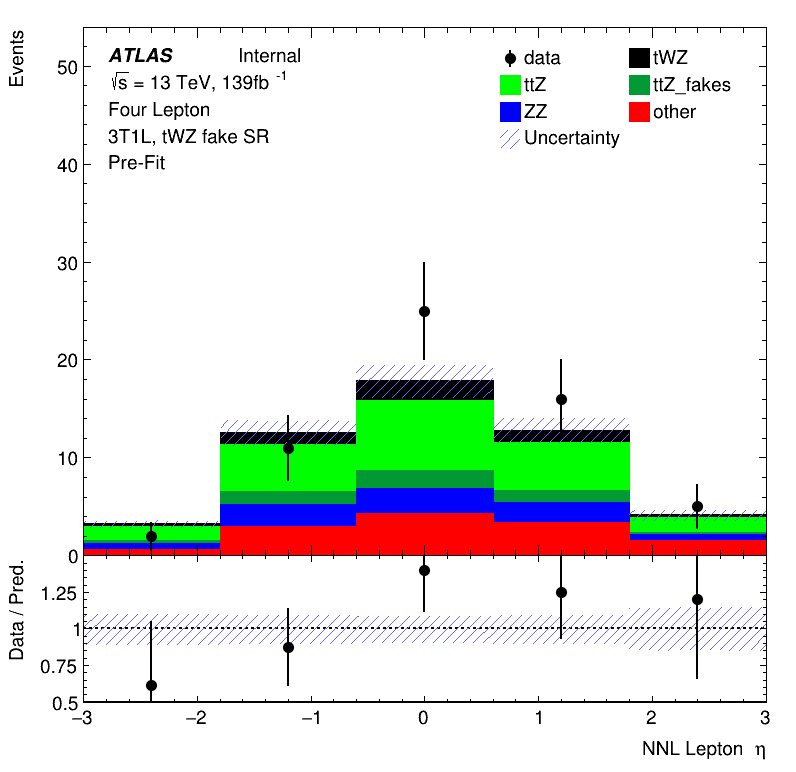 Events
50
40
30
20
10
0
ATLAS Internal
√s = 13 TeV, 139fb -1
Four Lepton
3T1L, tWZ fake SR
Pre-Fit
data
tWZ
ttZ
ttZ_fakes
ZZ
other
Uncertainty
Data / Pred.
1.25
1
0.75
0.5
−3 −2 −1 0 1 2 3
NNL Lepton η